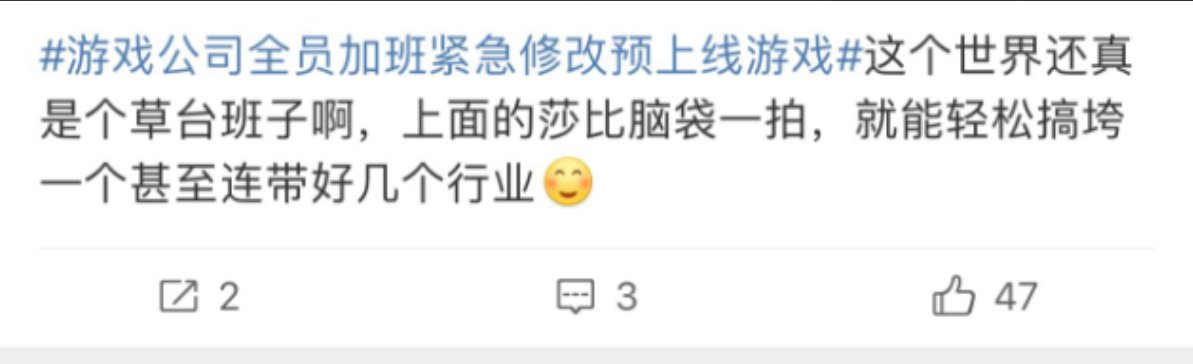 #游戏公司全员加班紧急修改预上线游戏#这个世界还真
是个草台班子啊，上面的莎比脑袋一拍，就能轻松搞垮
一个甚至连带好几个行业😊
2 3 47